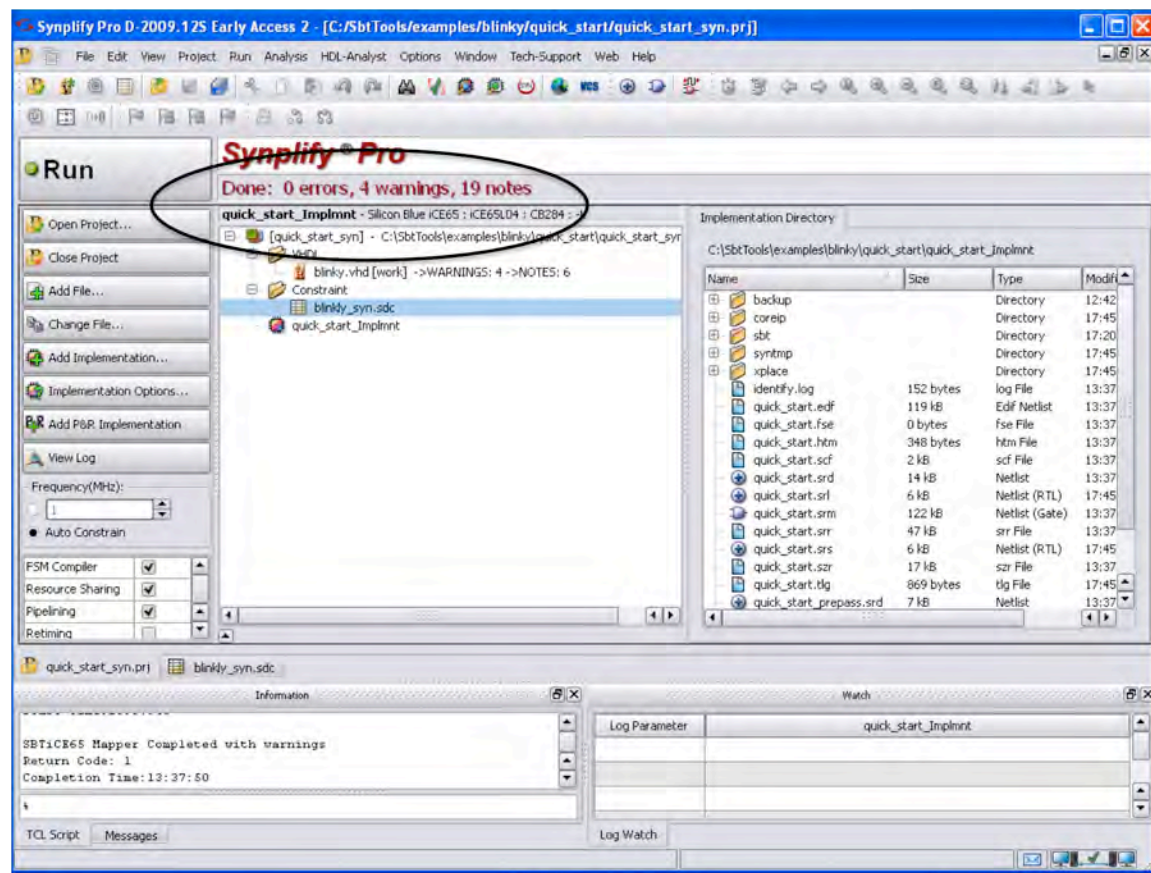 Synplify Pro D-2009.12S Early Access 2 - [C:/SbtTools/examples/blinky/quick_start/quick_start_syn.prj]
File Edit View Project Run Analysis HDL-Analyst Options Window Tech-Support Web Help
Run
Synplify® Pro
Done: 0 errors, 4 warnings, 19 notes
Open Project...
Close Project
Add File...
Change File...
Add Implementation...
Implementation Options...
Add P&R Implementation
View Log
Frequency(MHz):
1
Auto Constrain
FSM Compiler
Resource Sharing
Pipelining
Retiming
quick_start_Implmnt - Silicon Blue iCE65 : iCE65L04 : CB284 :
[quick_start_syn] - C:\SbtTools\examples\blinky\quick_start\quick_start_syr
VHDL
blinky.vhd [work] ->WARNINGS: 4 ->NOTES: 6
Constraint
blinkly_syn.sdc
quick_start_Implmnt
Implementation Directory
C:\SbtTools\examples\blinky\quick_start\quick_start_Implmnt
Name Size Type Modifi
backup Directory 12:42
coreip Directory 17:45
sbt Directory 17:20
syntmp Directory 17:45
xplace Directory 17:45
identify.log 152 bytes log File 13:37
quick_start.edf 119 kB Edif Netlist 13:37
quick_start.fse 0 bytes fse File 13:37
quick_start.htm 348 bytes htm File 13:37
quick_start.scf 2 kB scf File 13:37
quick_start.srd 14 kB Netlist 13:37
quick_start.srl 6 kB Netlist (RTL) 17:45
quick_start.srm 122 kB Netlist (Gate) 13:37
quick_start.srr 47 kB srr File 13:37
quick_start.srs 6 kB Netlist (RTL) 17:45
quick_start.szr 17 kB szr File 13:37
quick_start.tlg 869 bytes tlg File 17:45
quick_start_prepass.srd 7 kB Netlist 13:37
quick_start_syn.prj blinkly_syn.sdc
Information
SBTiCE65 Mapper Completed with warnings
Return Code: 1
Completion Time:13:37:50
%
TCL Script Messages
Watch
Log Parameter quick_start_Implmnt
Log Watch